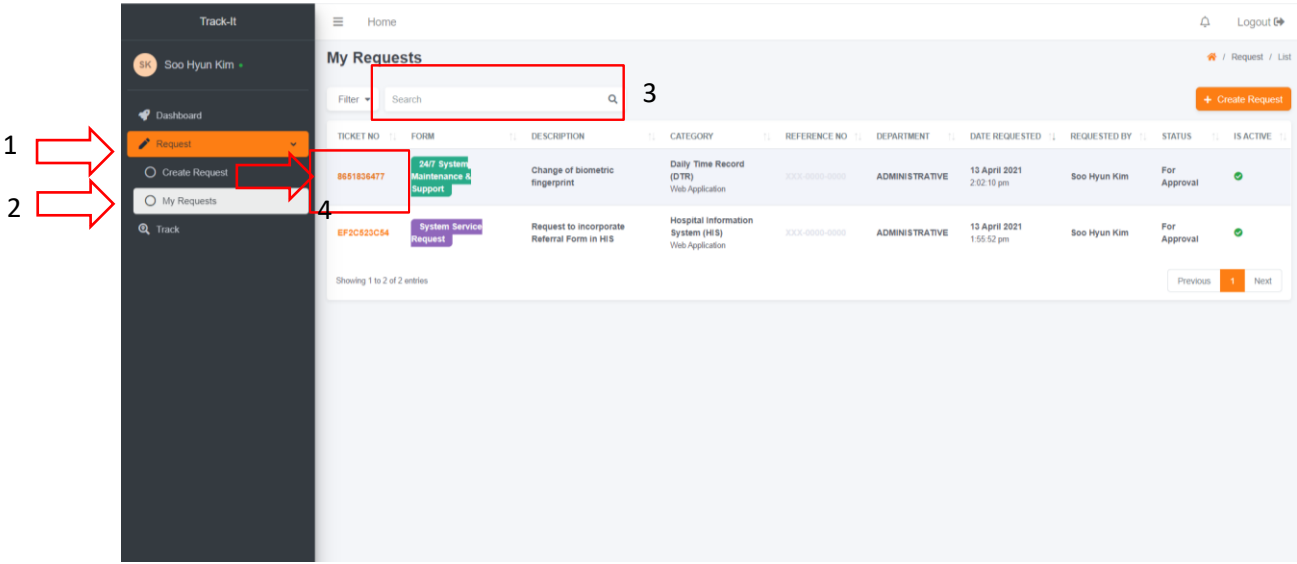 Track-It
Home
Logout
SK
Soo Hyun Kim
My Requests
/ Request / List
Filter
Search
3
+ Create Request
Dashboard
1
Request
Create Request
2
My Requests
4
Track
TICKET NO FORM DESCRIPTION CATEGORY REFERENCE NO DEPARTMENT DATE REQUESTED REQUESTED BY STATUS IS ACTIVE
8651836477
24/7 System
Maintenance &
Support
Change of biometric
fingerprint
Daily Time Record
(DTR)
Web Application
XXX-0000-0000
ADMINISTRATIVE
13 April 2021
2:02:10 pm
Soo Hyun Kim
For
Approval
EF2C523C54
System Service
Request
Request to incorporate
Referral Form in HIS
Hospital Information
System (HIS)
Web Application
XXX-0000-0000
ADMINISTRATIVE
13 April 2021
1:55:52 pm
Soo Hyun Kim
For
Approval
Showing 1 to 2 of 2 entries
Previous 1 Next